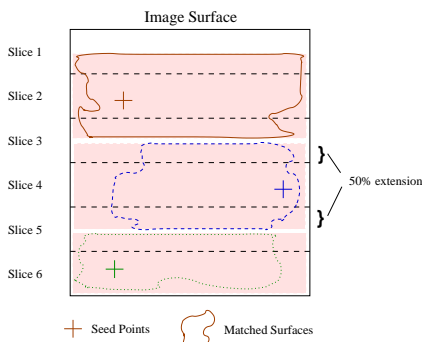 Image Surface
Slice 1
Slice 2
Slice 3
Slice 4
Slice 5
Slice 6
50% extension
Seed Points
Matched Surfaces